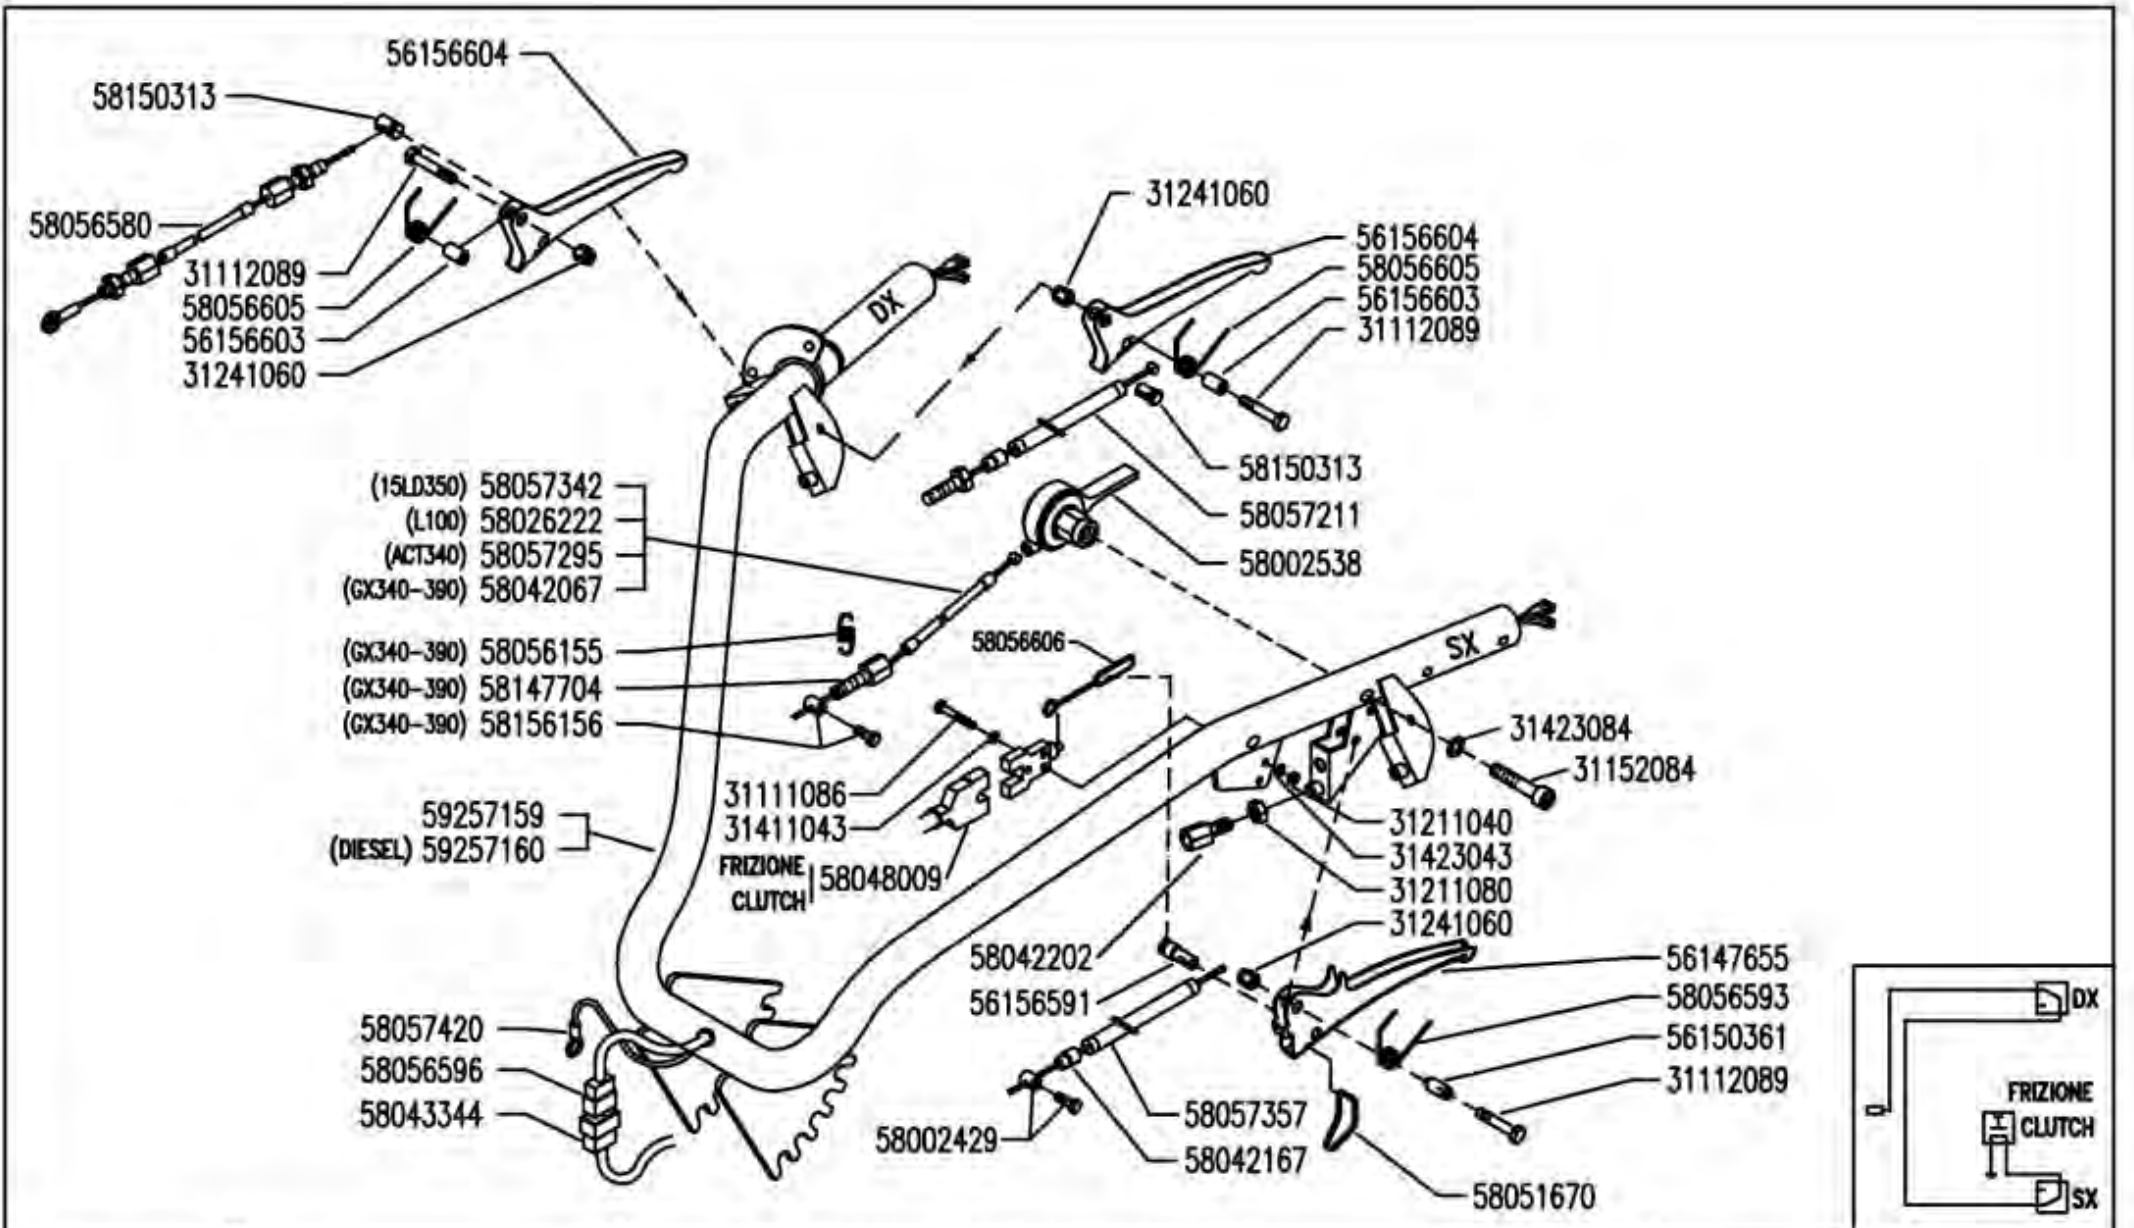 56156604
58150313
58056580
31112089
58056605
56156603
31241060
DX
31241060
56156604
58056605
56156603
31112089
58150313
58057211
58002538
(15LD350) 58057342
(L100) 58026222
(ACT340) 58057295
(GX340-390) 58042067
(GX340-390) 58056155
(GX340-390) 58147704
(GX340-390) 58156156
58056606
SX
31423084
31152084
31111086
31411043
FRIZIONE
CLUTCH
58048009
59257159
(DIESEL) 59257160
31211040
31423043
31211080
31241060
58042202
56156591
56147655
58056593
56150361
31112089
58057420
58056596
58043344
58002429
58057357
58042167
58051670
DX
FRIZIONE
CLUTCH
SX